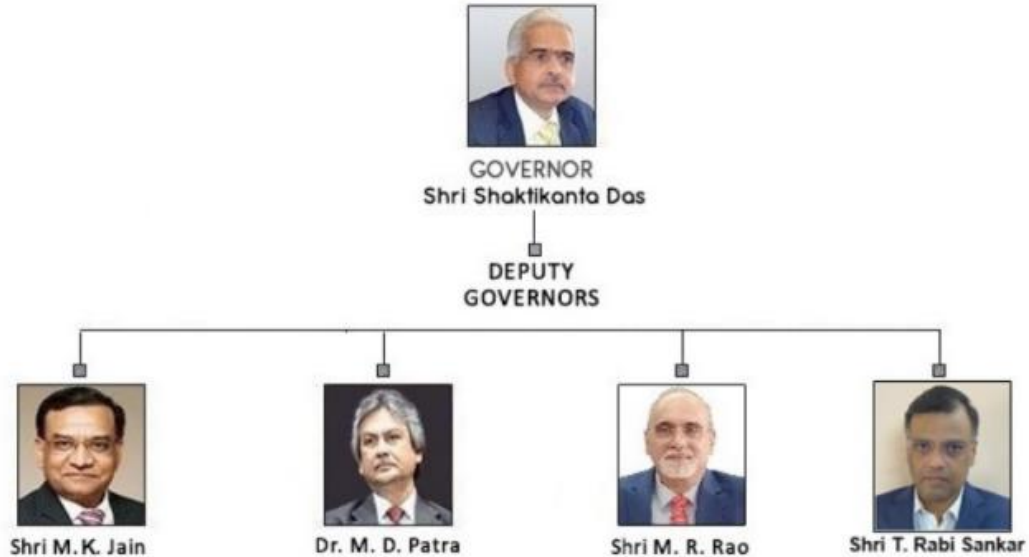 GOVERNOR
Shri Shaktikanta Das
DEPUTY
GOVERNORS
Shri M.K. Jain
Dr. M. D. Patra
Shri M. R. Rao
Shri T. Rabi Sankar